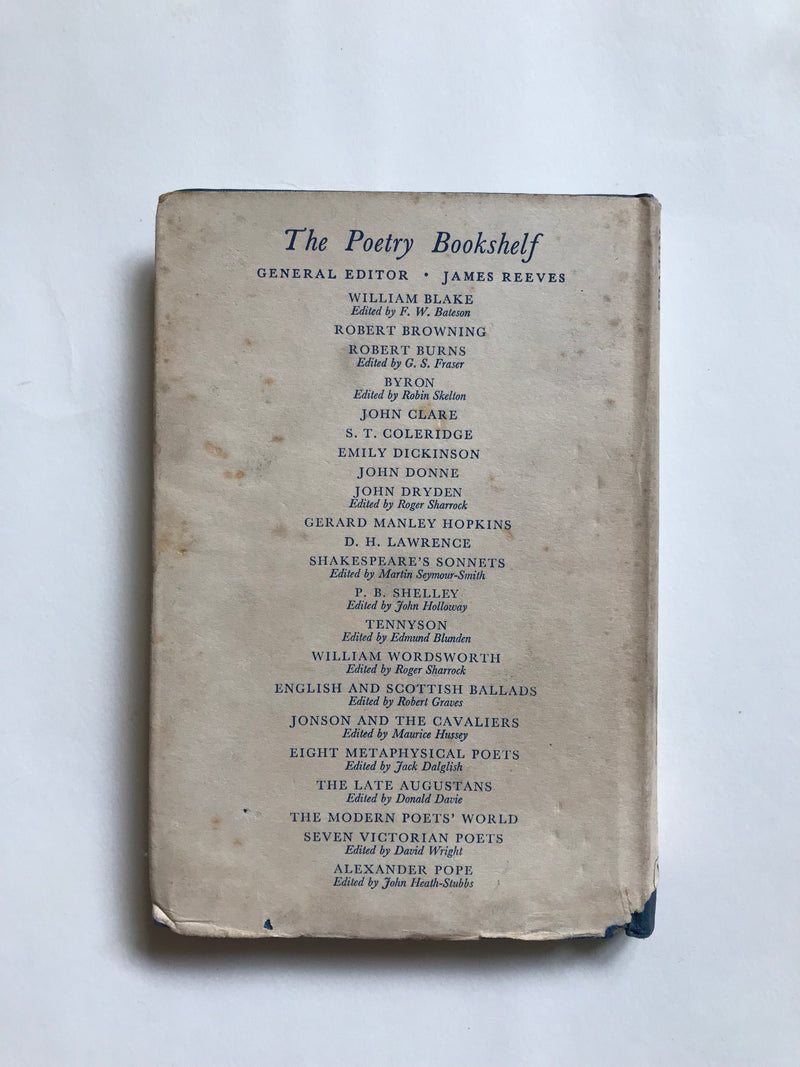 The Poetry Bookshelf
GENERAL EDITOR • JAMES REEVES
WILLIAM BLAKE
Edited by F. W. Bateson
ROBERT BROWNING
ROBERT BURNS
Edited by G. S. Fraser
BYRON
Edited by Robin Skelton
JOHN CLARE
S. T. COLERIDGE
EMILY DICKINSON
JOHN DONNE
JOHN DRYDEN
Edited by Roger Sharrock
GERARD MANLEY HOPKINS
D. H. LAWRENCE
SHAKESPEARE'S SONNETS
Edited by Martin Seymour-Smith
P. B. SHELLEY
Edited by John Holloway
TENNYSON
Edited by Edmund Blunden
WILLIAM WORDSWORTH
Edited by Roger Sharrock
ENGLISH AND SCOTTISH BALLADS
Edited by Robert Graves
JONSON AND THE CAVALIERS
Edited by Maurice Hussey
EIGHT METAPHYSICAL POETS
Edited by Jack Dalglish
THE LATE AUGUSTANS
Edited by Donald Davie
THE MODERN POETS' WORLD
SEVEN VICTORIAN POETS
Edited by David Wright
ALEXANDER POPE
Edited by John Heath-Stubbs